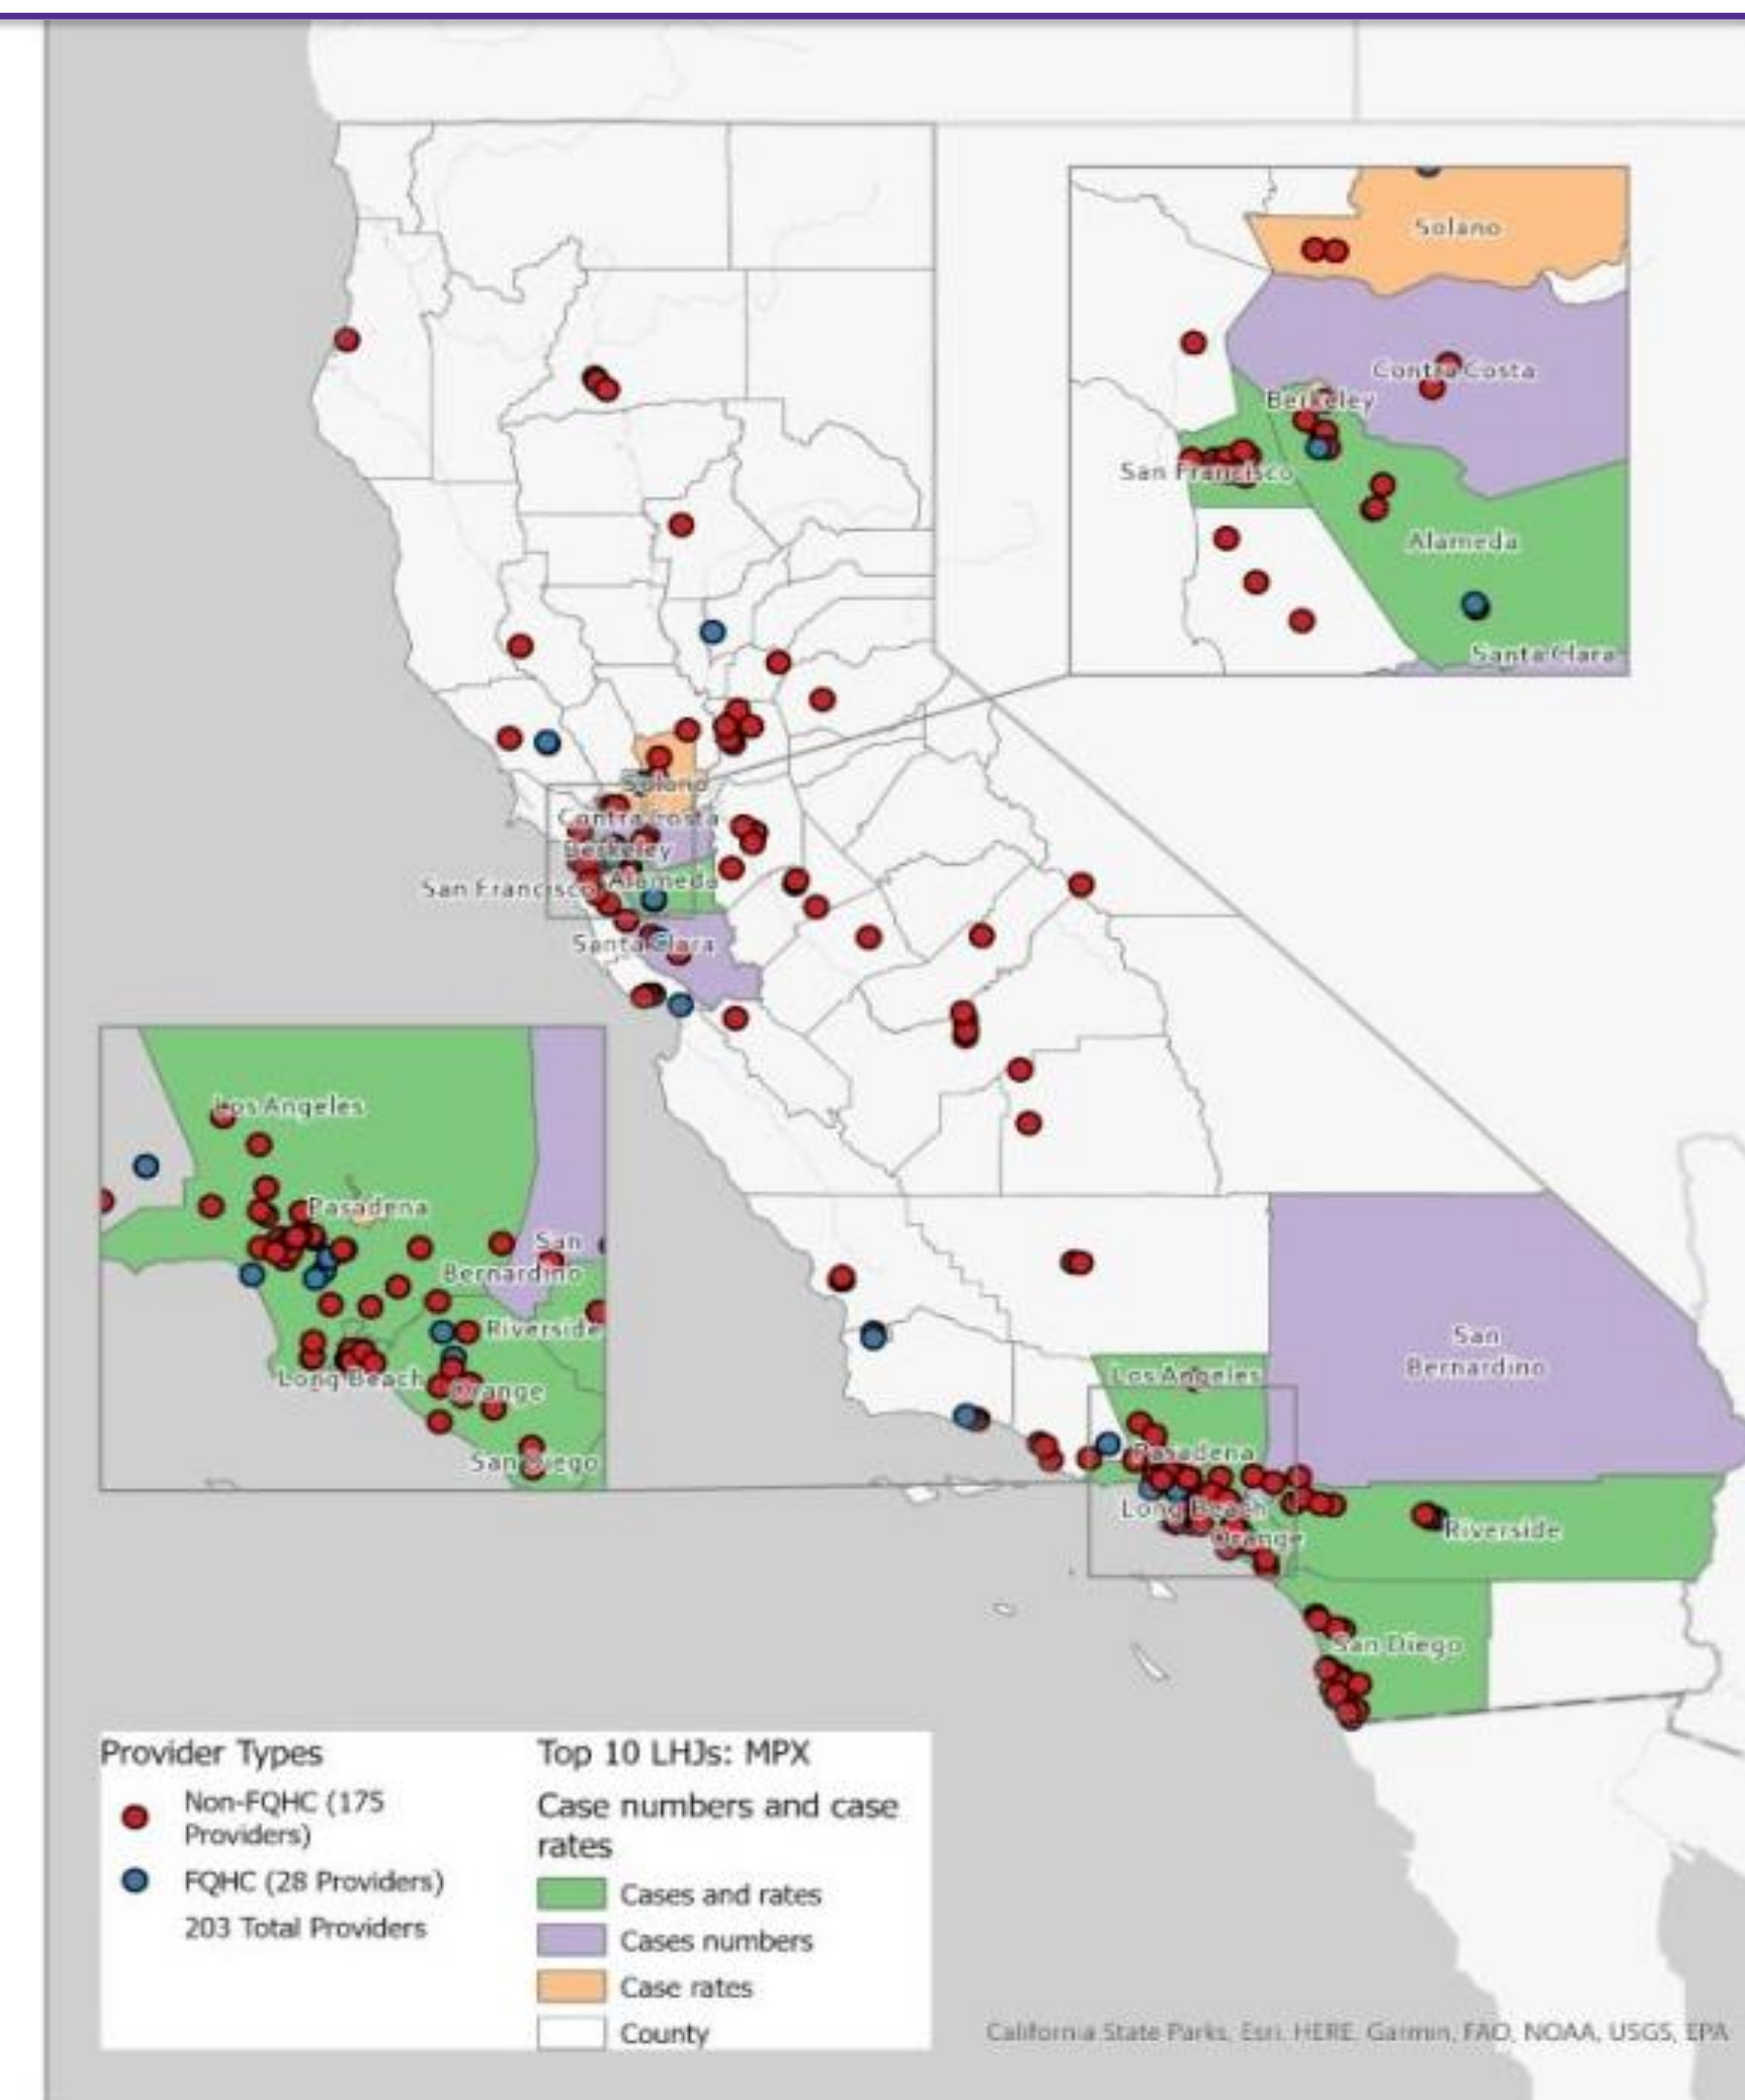 Solano
Contra Costa
Berkeley
San Francisco
Alameda
Santa Clara
Solano
Contra Costa
Berkeley
San Francisco
Alameda
Santa Clara
Los Angeles
Pasadena
San
Bernardino
Riverside
Long Beach
Orange
San Diego
San
Bernardino
Los Angeles
Pasadena
Long Beach
Orange
Riverside
San Diego
Provider Types
Non-FQHC (175
Providers)
FQHC (28 Providers)
203 Total Providers
Top 10 LHJs: MPX
Case numbers and case
rates
Cases and rates
Cases numbers
Case rates
County
California State Parks, Esri, HERE, Garmin, FAO, NOAA, USGS, EPA